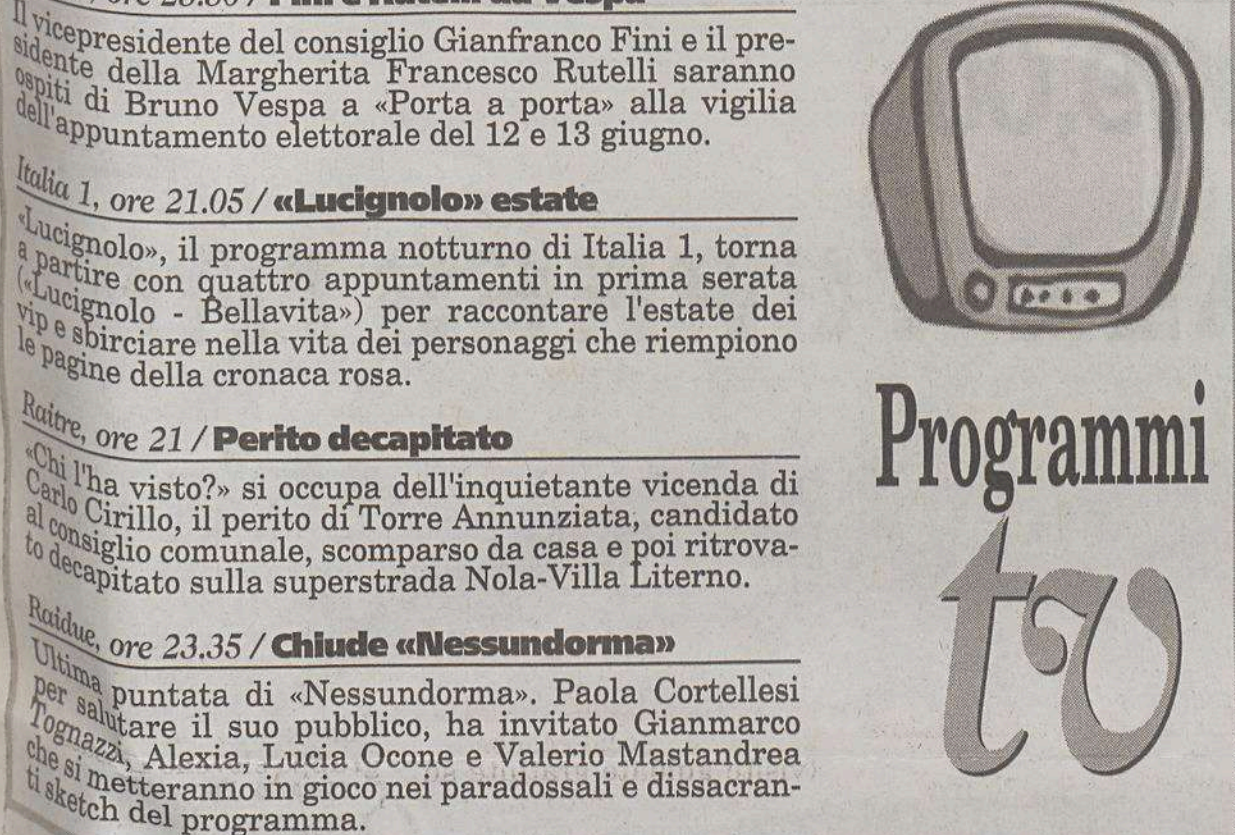 Il vicepresidente del consiglio Gianfranco Fini e il pre-
sidente della Margherita Francesco Rutelli saranno
ospiti di Bruno Vespa a «Porta a porta» alla vigilia
dell'appuntamento elettorale del 12 e 13 giugno.
Italia 1, ore 21.05 / «Lucignolo» estate
«Lucignolo», il programma notturno di Italia 1, torna
a partire con quattro appuntamenti in prima serata
(«Lucignolo - Bellavita») per raccontare l'estate dei
vip e sbirciare nella vita dei personaggi che riempiono
le pagine della cronaca rosa.
Raitre, ore 21 / Perito decapitato
«Chi l'ha visto?» si occupa dell'inquietante vicenda di
Carlo Cirillo, il perito di Torre Annunziata, candidato
al consiglio comunale, scomparso da casa e poi ritrova-
to decapitato sulla superstrada Nola-Villa Literno.
Raidue, ore 23.35 / Chiude «Nessundorma»
Ultima puntata di «Nessundorma». Paola Cortellesi
per salutare il suo pubblico, ha invitato Gianmarco
Tognazzi, Alexia, Lucia Ocone e Valerio Mastandrea
che si metteranno in gioco nei paradossali e dissacran-
ti sketch del programma.
Programmi
tv